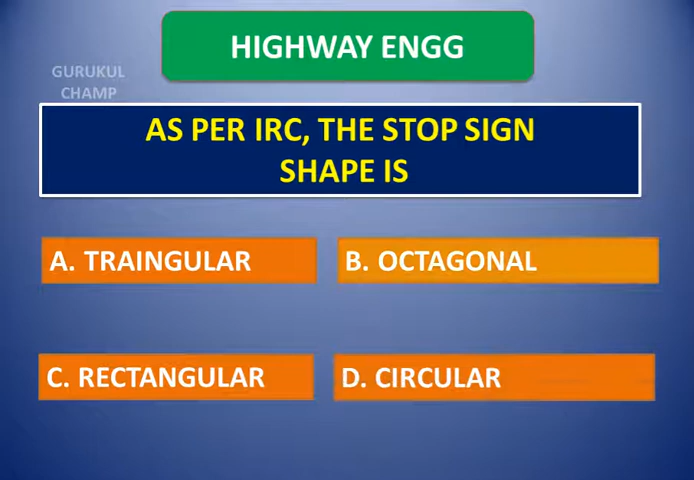 HIGHWAY ENGG
GURUKUL
CHAMP
AS PER IRC, THE STOP SIGN
SHAPE IS
A. TRAINGULAR
B. OCTAGONAL
C. RECTANGULAR
D. CIRCULAR